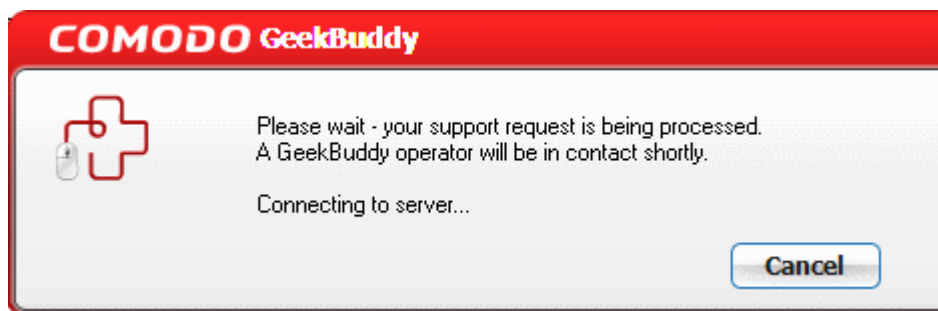 COMODO GeekBuddy
Please wait - your support request is being processed.
A GeekBuddy operator will be in contact shortly.
Connecting to server...
Cancel